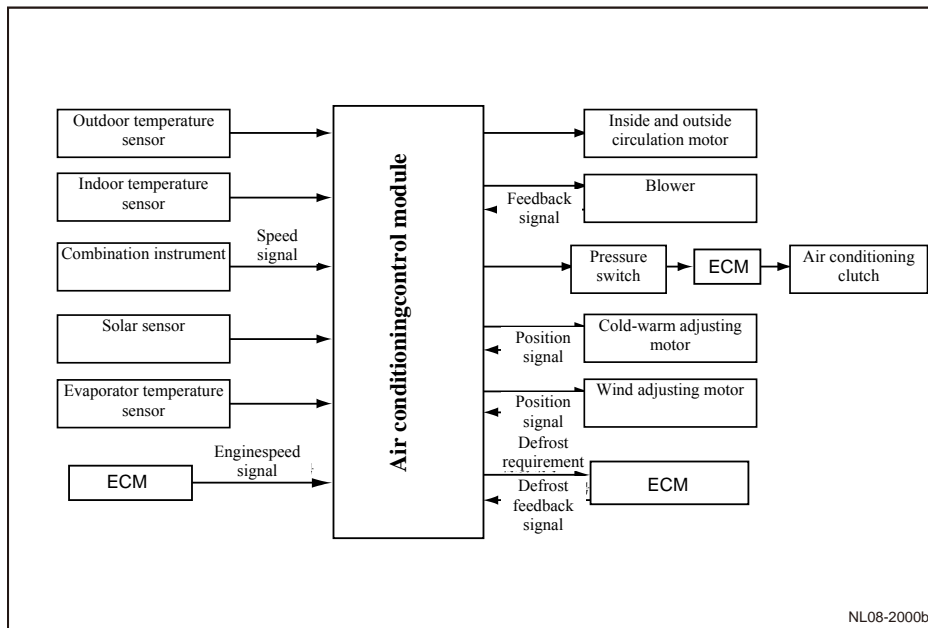 Outdoor temperature
sensor
Indoor temperature
sensor
Combination instrument
Speed
signal
Solar sensor
Evaporator temperature
sensor
Enginespeed
signal
ECM
Air conditioningcontrol module
Inside and outside
circulation motor
Blower
Feedback
signal
Pressure
switch
ECM
Air conditioning
clutch
Cold-warm adjusting
motor
Position
signal
Wind adjusting motor
Position
signal
Defrost
requirement
Defrost
feedback
signal
ECM
NL08-2000b